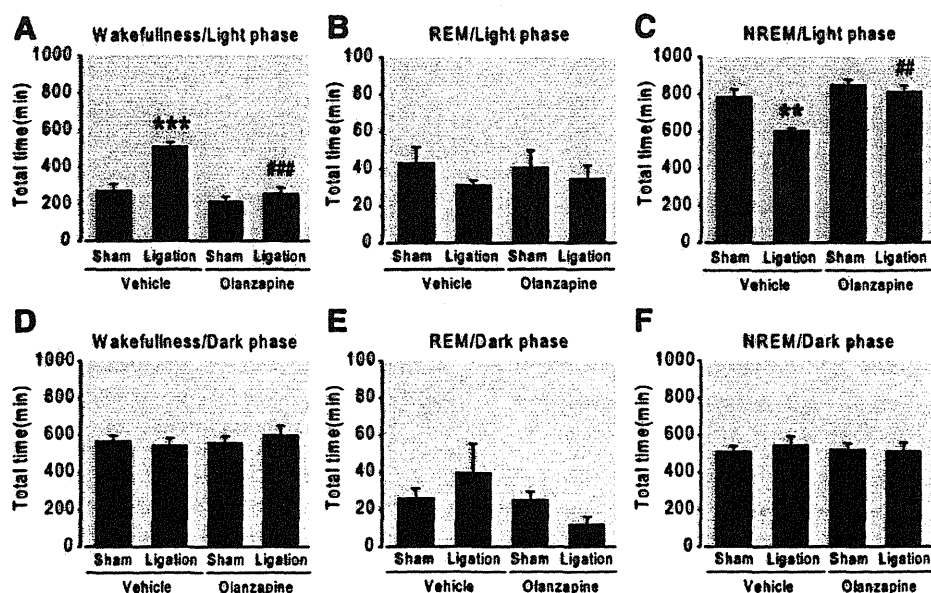 A
Wakefullness/Light phase
Total time(min)
1000
800
600
400
200
0
***
###
Sham Ligation Sham Ligation
Vehicle Olanzapine
B
REM/Light phase
Total time(min)
100
80
60
40
20
0
Sham Ligation Sham Ligation
Vehicle Olanzapine
C
NREM/Light phase
Total time(min)
1000
800
600
400
200
0
**
##
Sham Ligation Sham Ligation
Vehicle Olanzapine
D
Wakefullness/Dark phase
Total time(min)
1000
800
600
400
200
0
Sham Ligation Sham Ligation
Vehicle Olanzapine
E
REM/Dark phase
Total time(min)
100
80
60
40
20
0
Sham Ligation Sham Ligation
Vehicle Olanzapine
F
NREM/Dark phase
Total time(min)
1000
800
600
400
200
0
Sham Ligation Sham Ligation
Vehicle Olanzapine